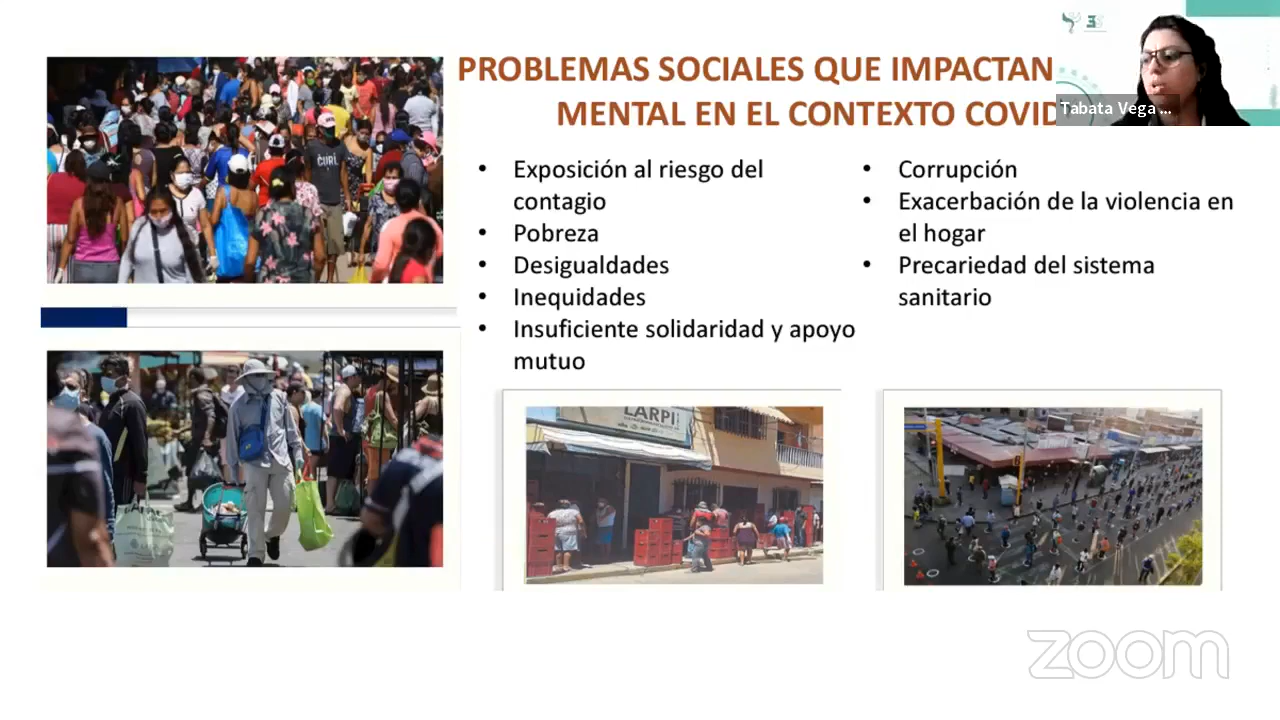 PROBLEMAS SOCIALES QUE IMPACTAN
MENTAL EN EL CONTEXTO COVID
Tabata Vega ...
• Exposición al riesgo del
contagio
• Pobreza
• Desigualdades
• Inequidades
• Insuficiente solidaridad y apoyo
mutuo
• Corrupción
• Exacerbación de la violencia en
el hogar
• Precariedad del sistema
sanitario
LARPI
zoom